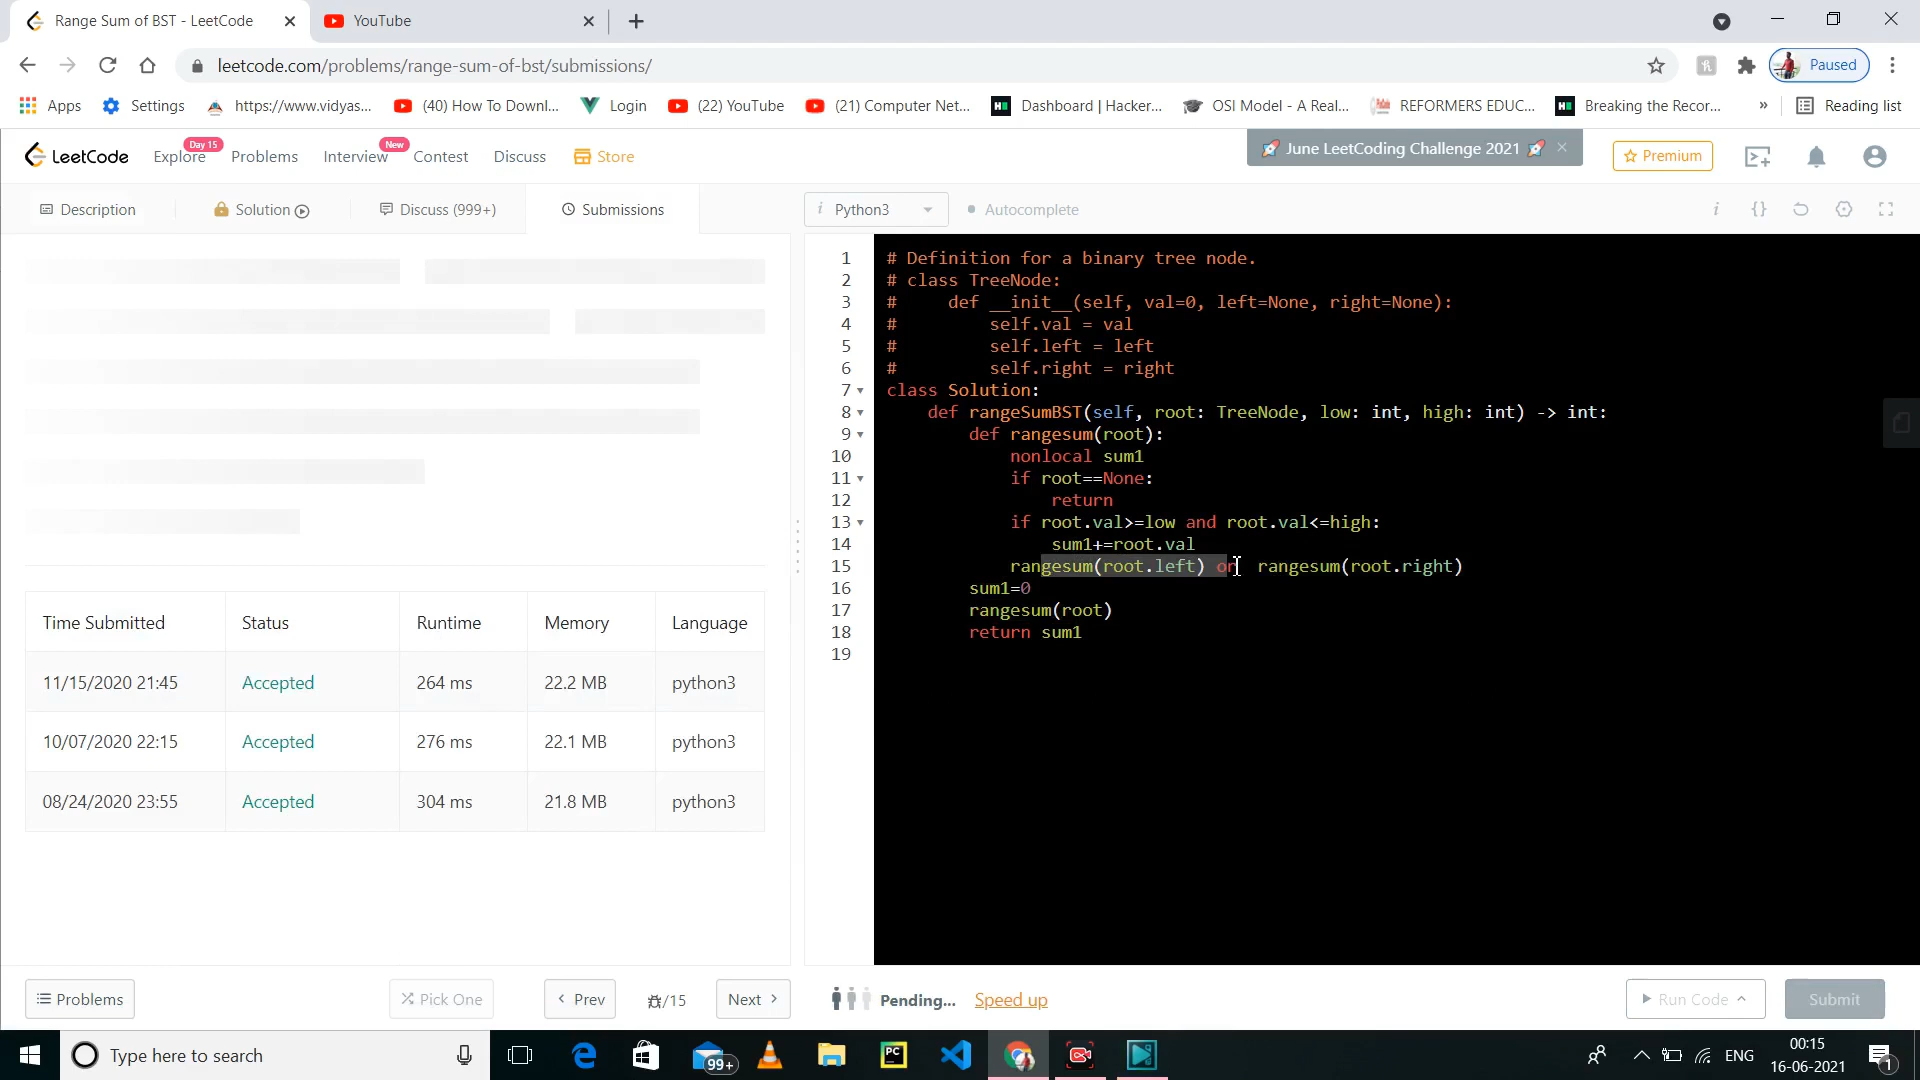 Range Sum of BST - LeetCode
YouTube
leetcode.com/problems/range-sum-of-bst/submissions/
Paused
Apps
Settings
https://www.vidyas...
(40) How To Downl...
Login
(22) YouTube
(21) Computer Net...
Dashboard | Hacker...
OSI Model - A Real...
REFORMERS EDUC...
Breaking the Recor...
»
Reading list
LeetCode
Explore
Day 15
Problems
Interview
New
Contest
Discuss
Store
June LeetCoding Challenge 2021
Premium
Description
Solution
Discuss (999+)
Submissions
i Python3
Autocomplete
i {}
1 # Definition for a binary tree node.
2 # class TreeNode:
3 #     def __init__(self, val=0, left=None, right=None):
4 #         self.val = val
5 #         self.left = left
6 #         self.right = right
7 class Solution:
8     def rangeSumBST(self, root: TreeNode, low: int, high: int) -> int:
9         def rangesum(root):
10             nonlocal sum1
11             if root==None:
12                 return
13             if root.val>=low and root.val<=high:
14                 sum1+=root.val
15             rangesum(root.left) or  rangesum(root.right)
16         sum1=0
17         rangesum(root)
18         return sum1
19
Time Submitted Status Runtime Memory Language
11/15/2020 21:45 Accepted 264 ms 22.2 MB python3
10/07/2020 22:15 Accepted 276 ms 22.1 MB python3
08/24/2020 23:55 Accepted 304 ms 21.8 MB python3
Problems
Pick One
Prev
/15
Next
Pending...
Speed up
Run Code
Submit
Type here to search
99+
PC
ENG
00:15
16-06-2021
1